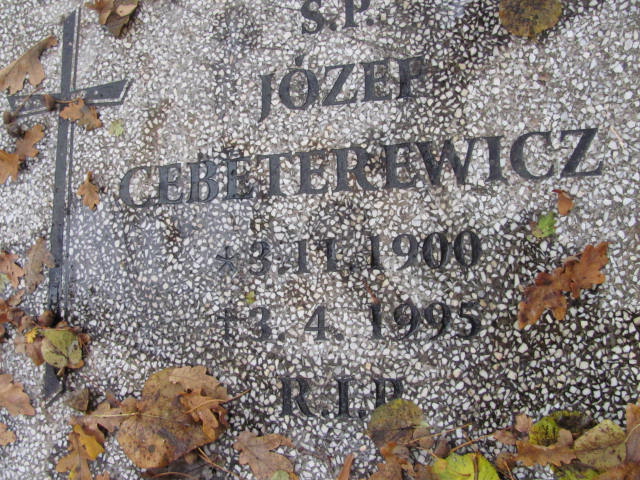 Ś.P.
JÓZEF
CEBETEREWICZ
* 3.11.1900
† 3. 4. 1995
R.I.P.